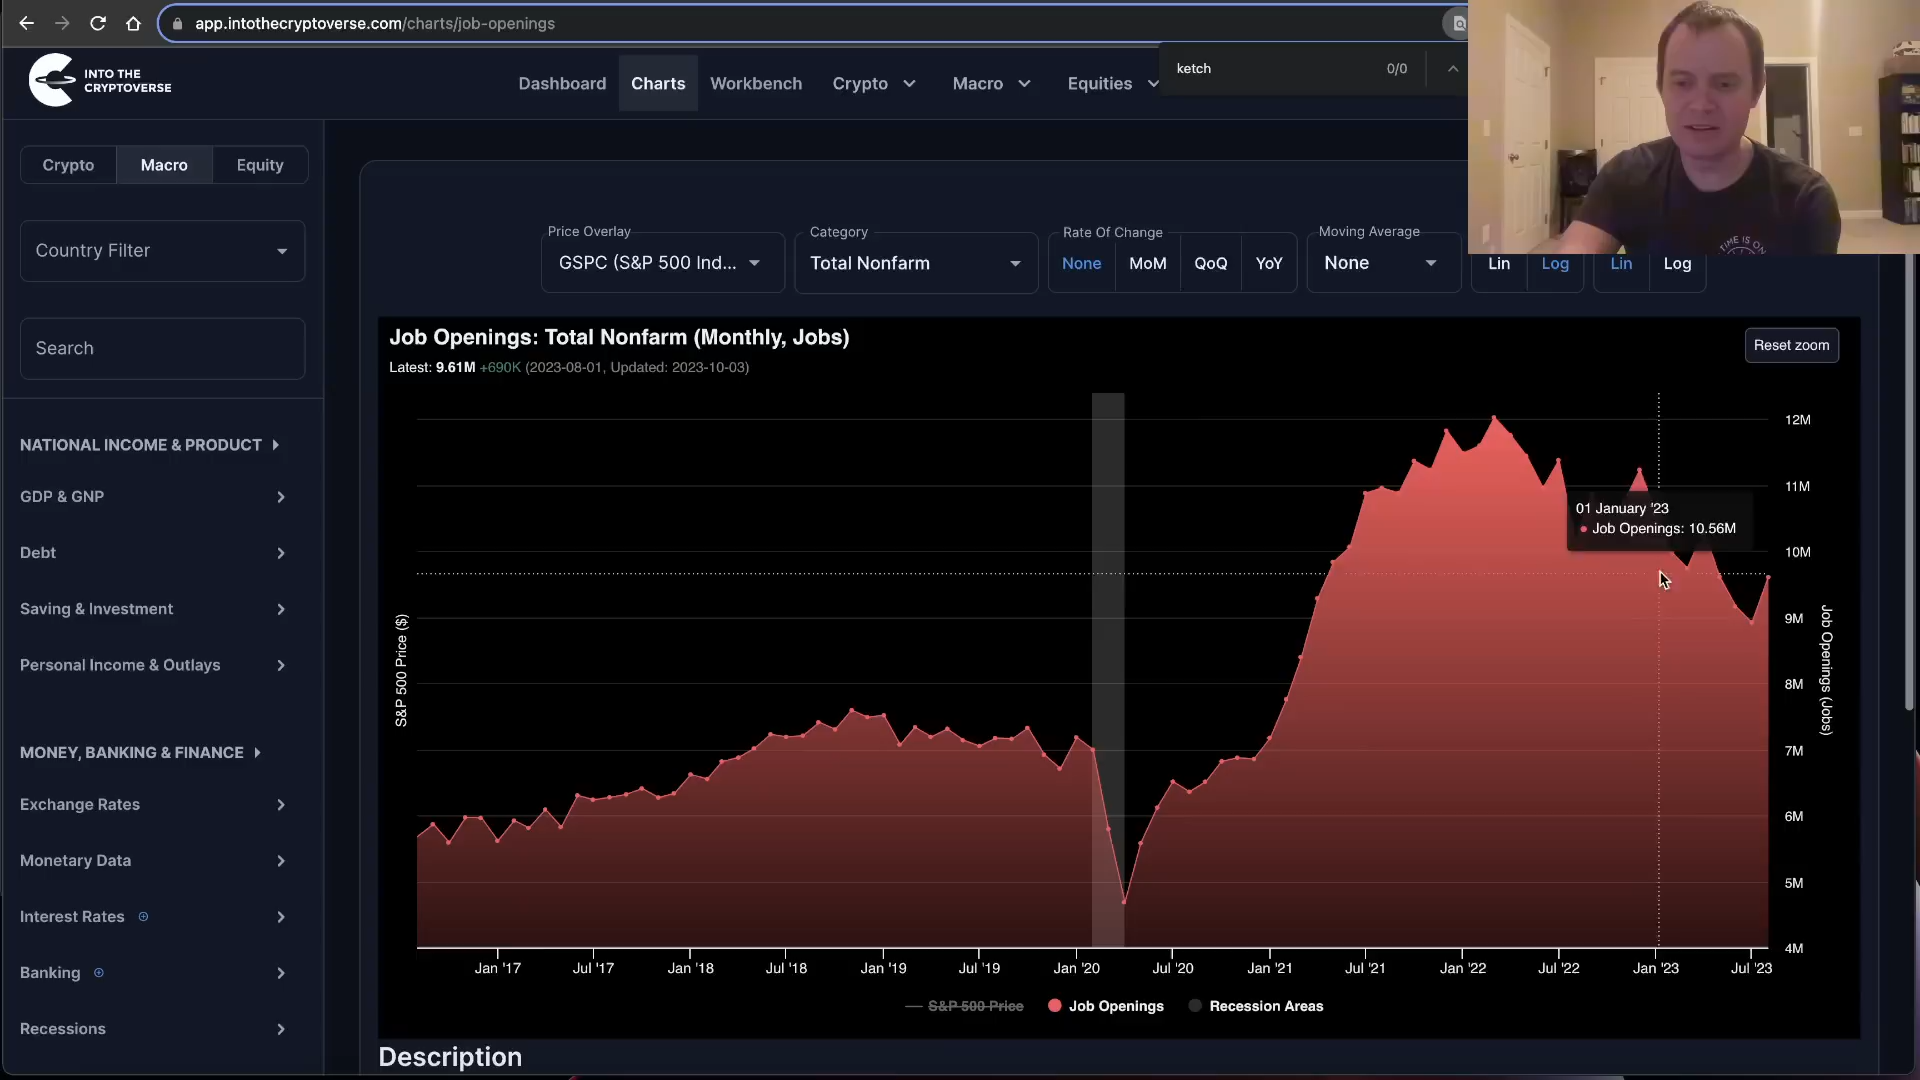 app.intothecryptoverse.com/charts/job-openings
INTO THE
CRYPTOVERSE
Dashboard
Charts
Workbench
Crypto
Macro
Equities
ketch
0/0
Crypto
Macro
Equity
Country Filter
Search
NATIONAL INCOME & PRODUCT
GDP & GNP
Debt
Saving & Investment
Personal Income & Outlays
MONEY, BANKING & FINANCE
Exchange Rates
Monetary Data
Interest Rates
Banking
Recessions
Price Overlay
GSPC (S&P 500 Ind...
Category
Total Nonfarm
Rate Of Change
None
MoM
QoQ
YoY
Moving Average
None
Lin
Log
Lin
Log
TIME IS ON
Job Openings: Total Nonfarm (Monthly, Jobs)
Latest: 9.61M +690K (2023-08-01, Updated: 2023-10-03)
Reset zoom
12M
11M
10M
9M
8M
7M
6M
5M
4M
S&P 500 Price ($)
Job Openings (Jobs)
01 January '23
Job Openings: 10.56M
Jan '17
Jul '17
Jan '18
Jul '18
Jan '19
Jul '19
Jan '20
Jul '20
Jan '21
Jul '21
Jan '22
Jul '22
Jan '23
Jul '23
S&P 500 Price
Job Openings
Recession Areas
Description